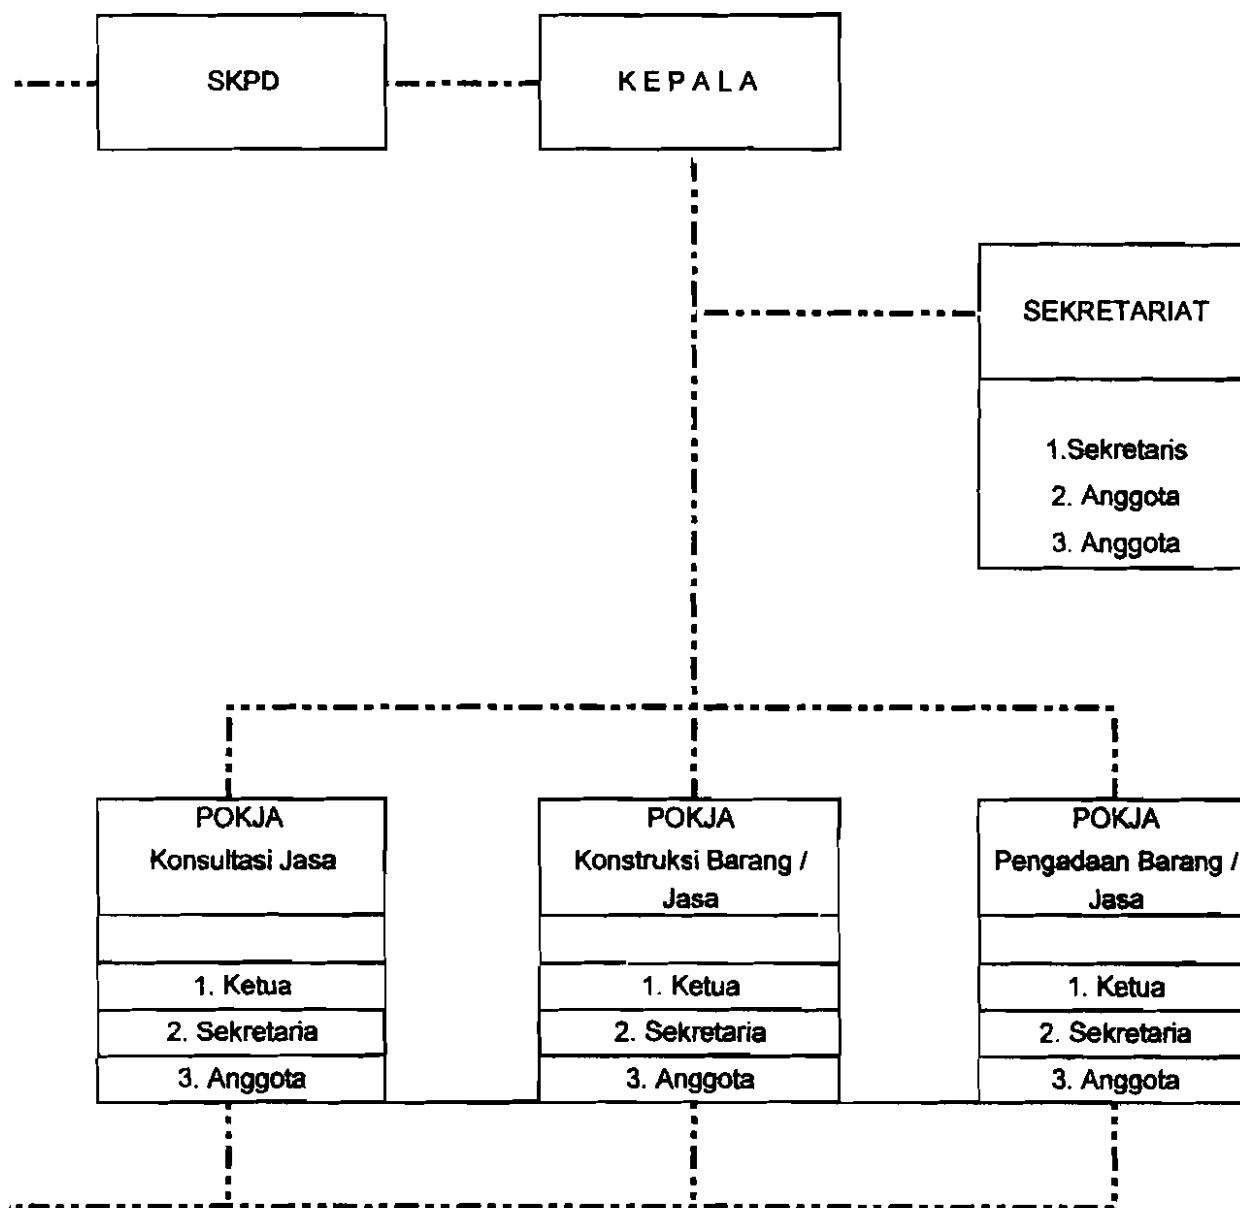 SKPD
K E P A L A
SEKRETARIAT
1.Sekretaris
2. Anggota
3. Anggota
POKJA
Konsultasi Jasa
1. Ketua
2. Sekretaria
3. Anggota
POKJA
Konstruksi Barang /
Jasa
1. Ketua
2. Sekretaria
3. Anggota
POKJA
Pengadaan Barang /
Jasa
1. Ketua
2. Sekretaria
3. Anggota